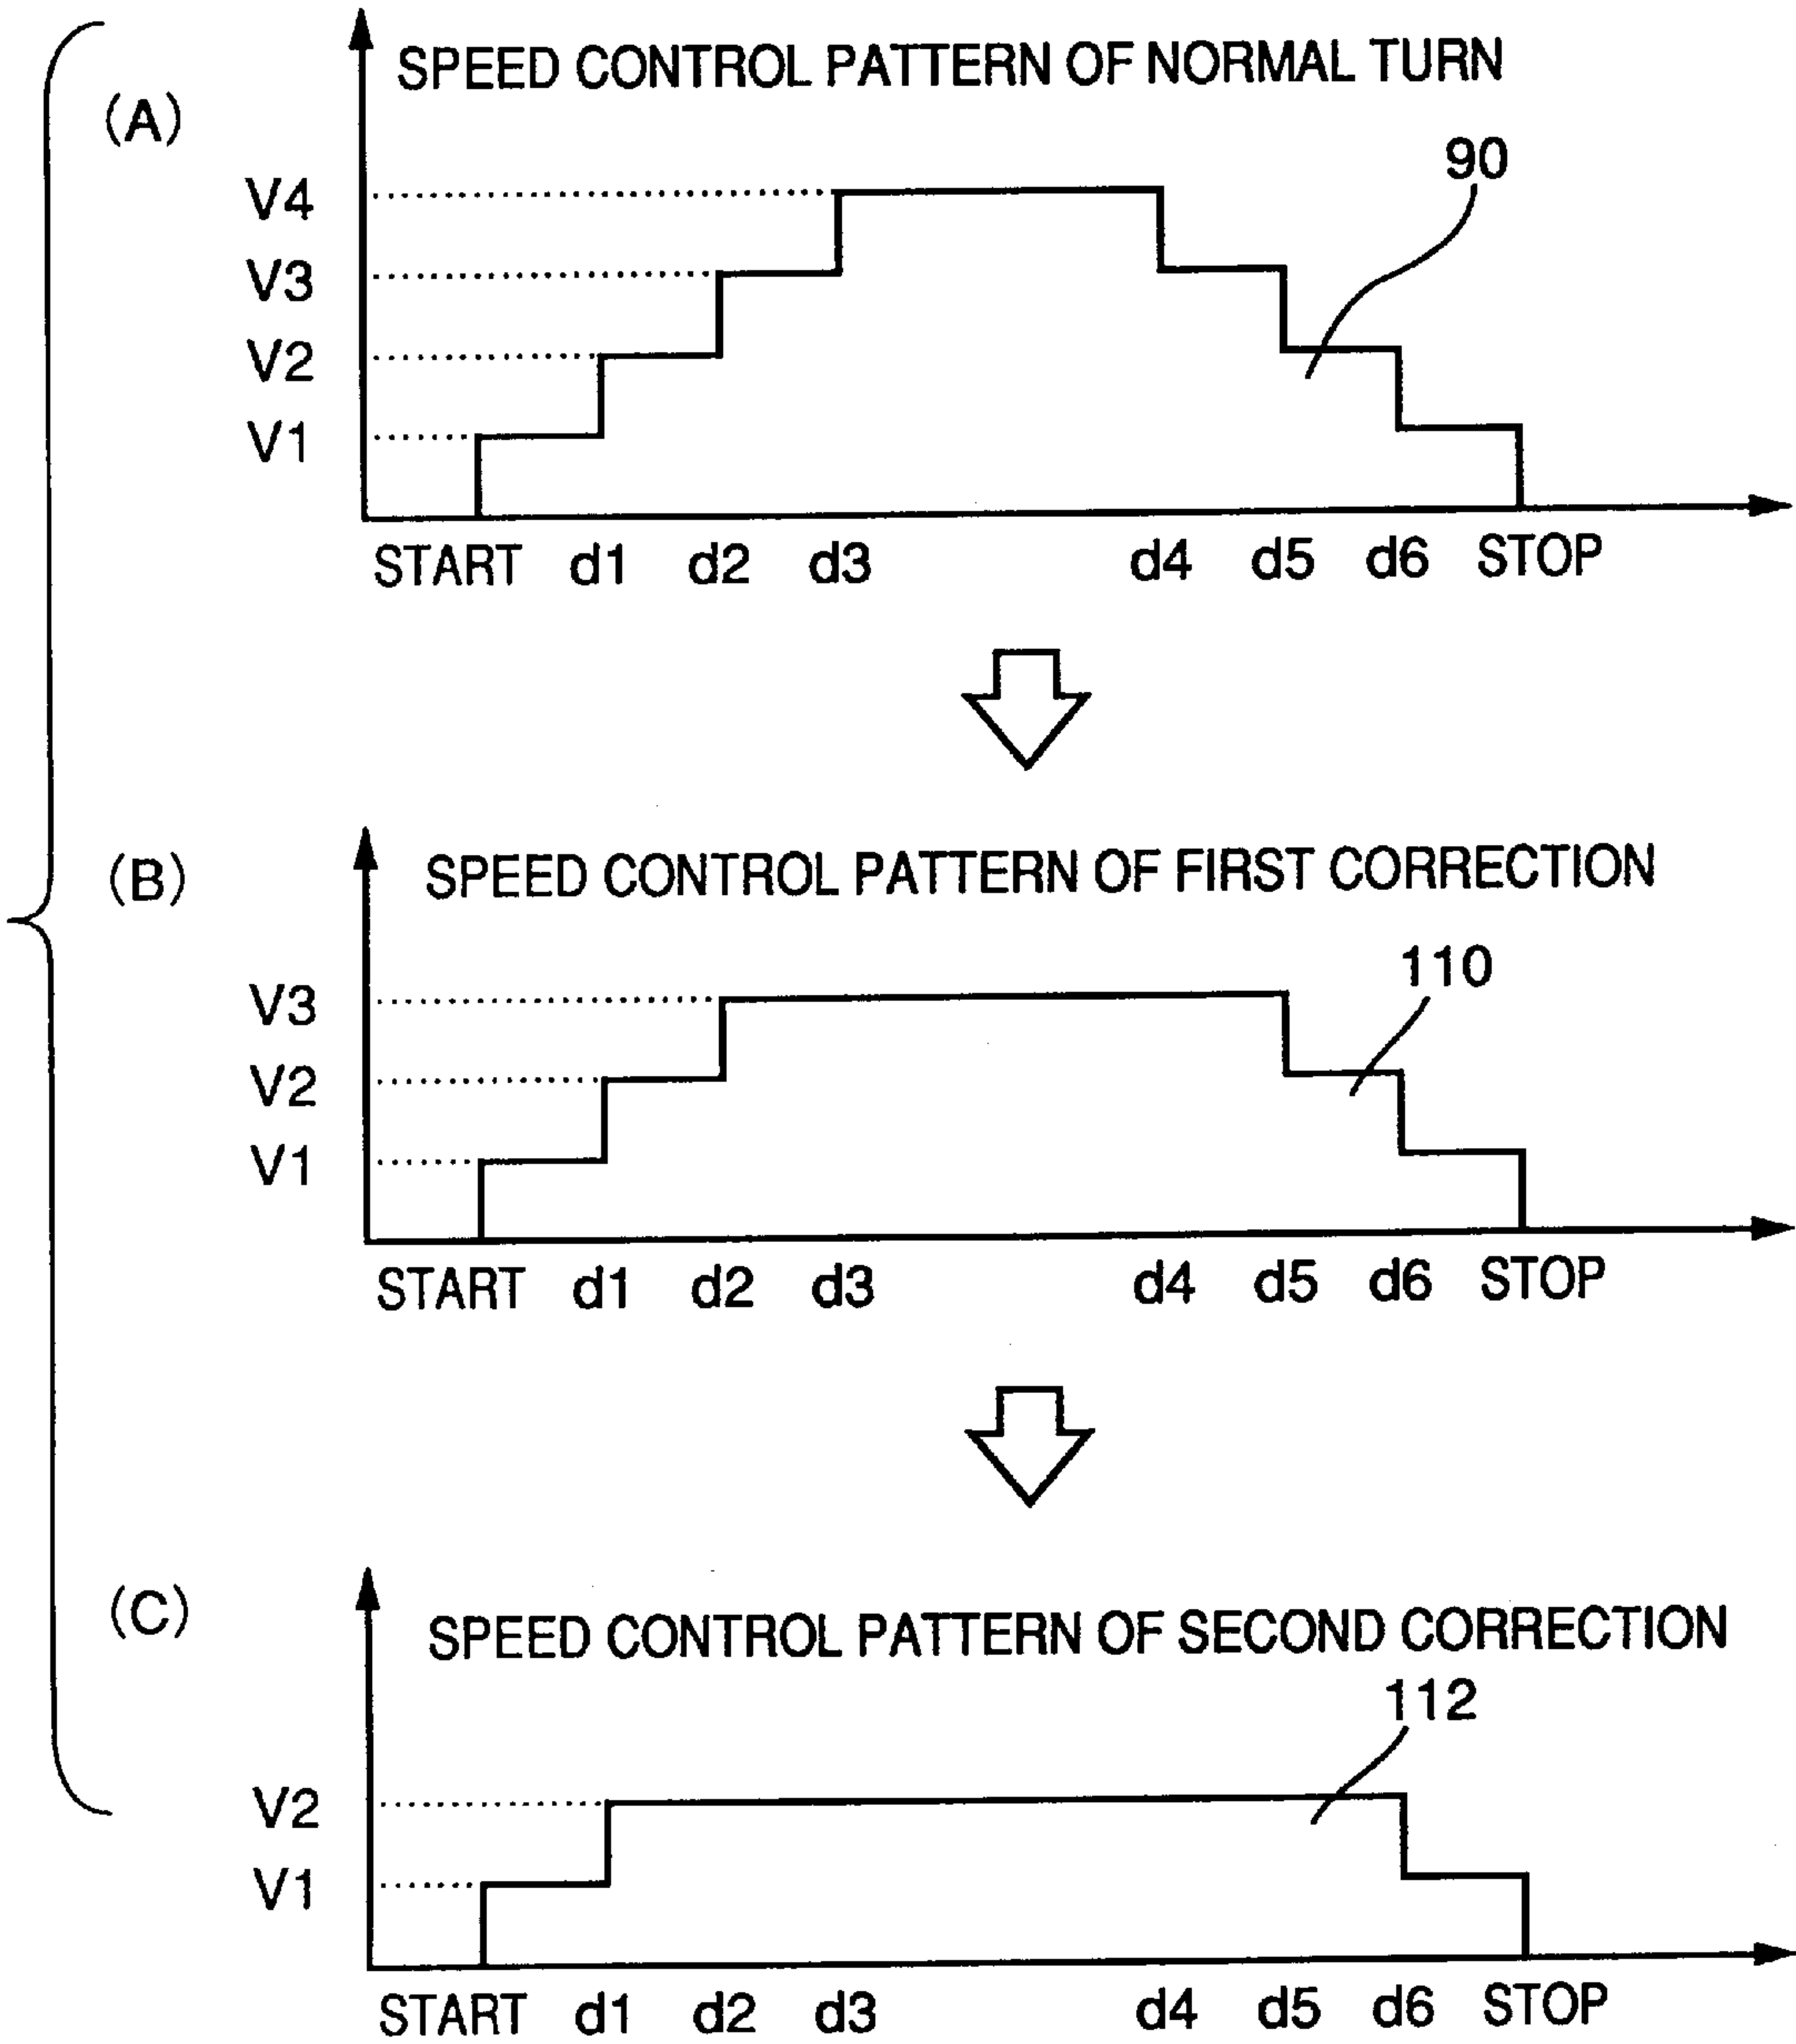 (A)
SPEED CONTROL PATTERN OF NORMAL TURN
90
V4
V3
V2
V1
START d1 d2 d3 d4 d5 d6 STOP
(B)
SPEED CONTROL PATTERN OF FIRST CORRECTION
110
V3
V2
V1
START d1 d2 d3 d4 d5 d6 STOP
(C)
SPEED CONTROL PATTERN OF SECOND CORRECTION
112
V2
V1
START d1 d2 d3 d4 d5 d6 STOP